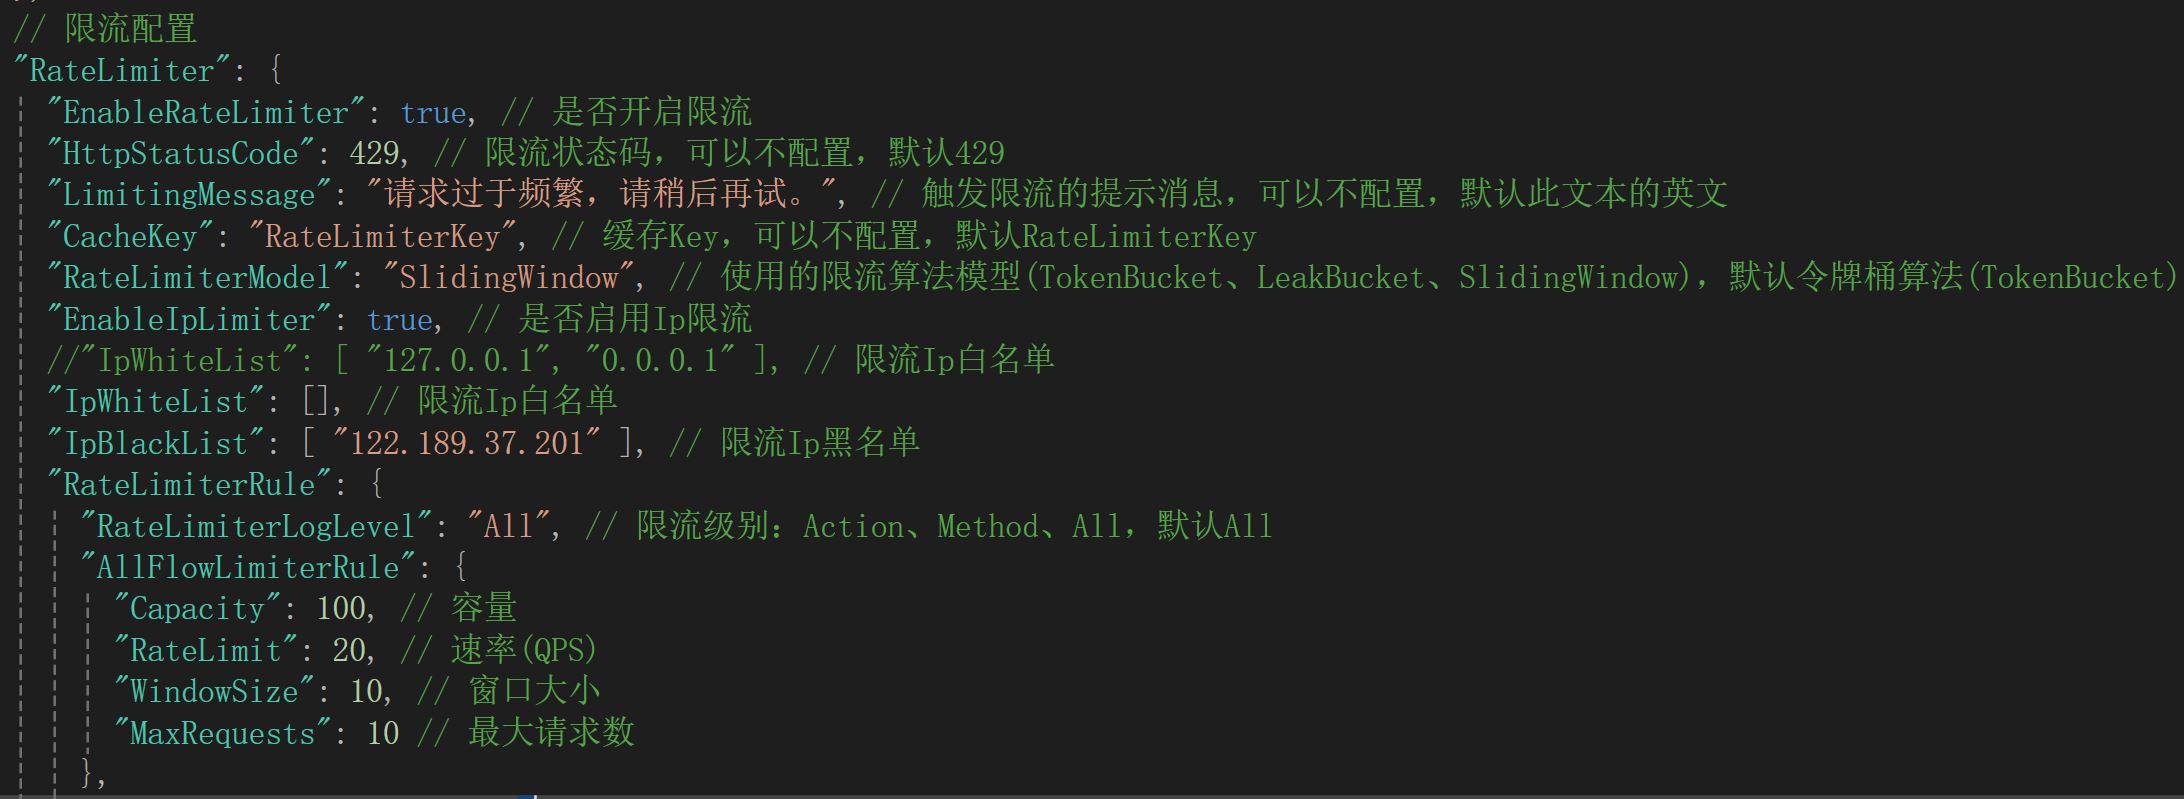 // 限流配置
"RateLimiter": {
"EnableRateLimiter": true, // 是否开启限流
"HttpStatusCode": 429, // 限流状态码，可以不配置，默认429
"LimitingMessage": "请求过于频繁，请稍后再试。", // 触发限流的提示消息，可以不配置，默认此文本的英文
"CacheKey": "RateLimiterKey", // 缓存Key，可以不配置，默认RateLimiterKey
"RateLimiterModel": "SlidingWindow", // 使用的限流算法模型(TokenBucket、LeakBucket、SlidingWindow)，默认令牌桶算法(TokenBucket)
"EnableIpLimiter": true, // 是否启用Ip限流
//"IpWhiteList": [ "127.0.0.1", "0.0.0.1" ], // 限流Ip白名单
"IpWhiteList": [], // 限流Ip白名单
"IpBlackList": [ "122.189.37.201" ], // 限流Ip黑名单
"RateLimiterRule": {
"RateLimiterLogLevel": "All", // 限流级别：Action、Method、All，默认All
"AllFlowLimiterRule": {
"Capacity": 100, // 容量
"RateLimit": 20, // 速率(QPS)
"WindowSize": 10, // 窗口大小
"MaxRequests": 10 // 最大请求数
},